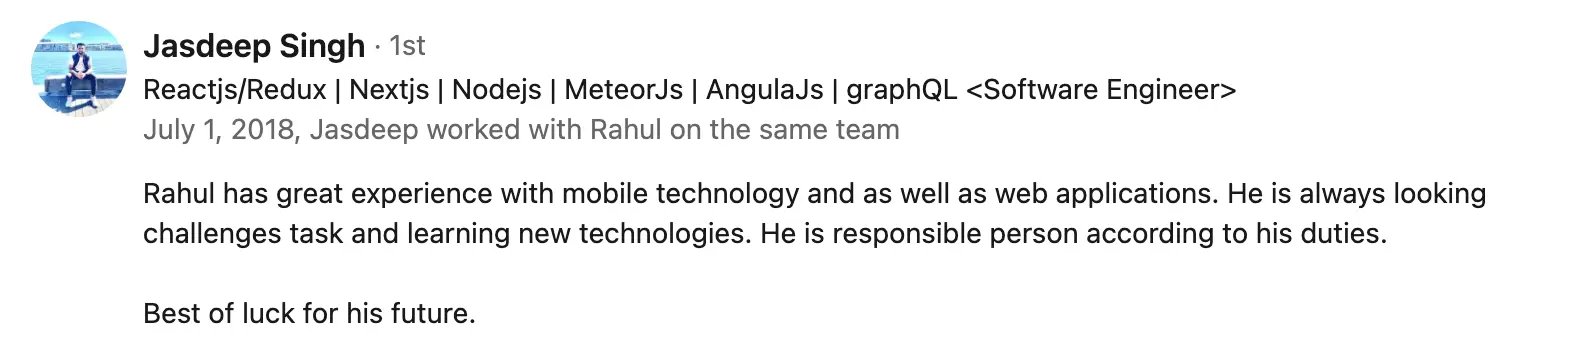 Jasdeep Singh · 1st
Reactjs/Redux | Nextjs | Nodejs | MeteorJs | AngulaJs | graphQL <Software Engineer>
July 1, 2018, Jasdeep worked with Rahul on the same team
Rahul has great experience with mobile technology and as well as web applications. He is always looking
challenges task and learning new technologies. He is responsible person according to his duties.
Best of luck for his future.